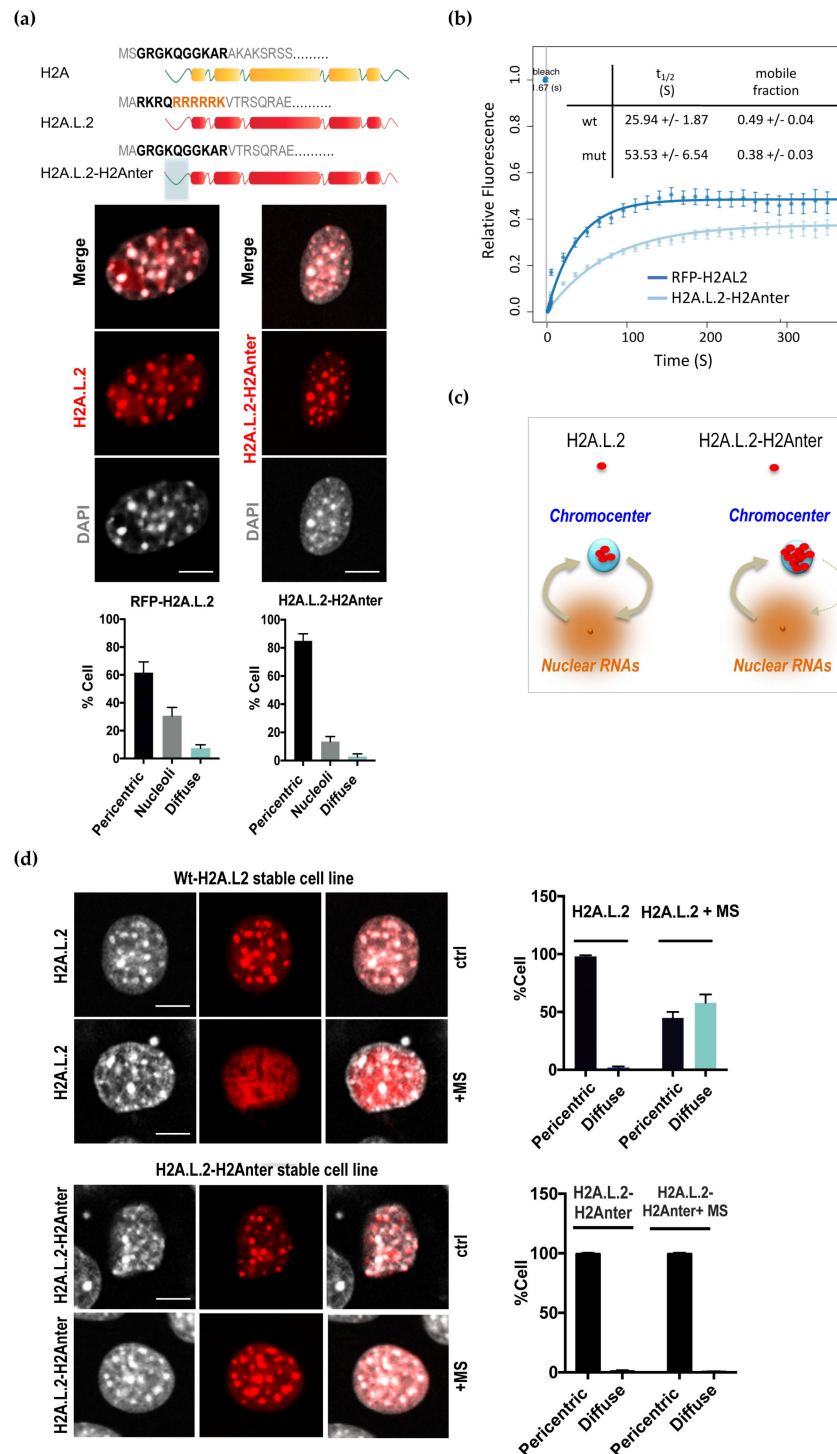 (a)
MSGRGKQGGKARAKAKSRSS.........
H2A
MARKRQRRRRRKVTRSQRAE..........
H2A.L.2
MAGRGKQGGKARVTRSQRAE..........
H2A.L.2-H2Anter
Merge
H2A.L.2
DAPI
Merge
H2A.L.2-H2Anter
DAPI
RFP-H2A.L.2
% Cell
100
80
60
40
20
0
Pericentric
Nucleoli
Diffuse
H2A.L.2-H2Anter
% Cell
100
80
60
40
20
0
Pericentric
Nucleoli
Diffuse
(b)
Relative Fluorescence
1.0
0.8
0.6
0.4
0.2
0.0
bleach
1.67 (s)
t1/2 (S) mobile fraction
wt 25.94 +/- 1.87 0.49 +/- 0.04
mut 53.53 +/- 6.54 0.38 +/- 0.03
RFP-H2AL2
H2A.L.2-H2Anter
0 100 200 300
Time (S)
(c)
H2A.L.2 H2A.L.2-H2Anter
Chromocenter Chromocenter
Nuclear RNAs Nuclear RNAs
(d)
Wt-H2A.L2 stable cell line
H2A.L.2
ctrl
H2A.L.2
+MS
H2A.L.2-H2Anter stable cell line
H2A.L.2-H2Anter
ctrl
H2A.L.2-H2Anter
+MS
%Cell
150
100
50
0
H2A.L.2 H2A.L.2 + MS
Pericentric
Diffuse
Pericentric
Diffuse
%Cell
150
100
50
0
H2A.L.2-
H2Anter
H2A.L.2-
H2Anter+ MS
Pericentric
Diffuse
Pericentric
Diffuse